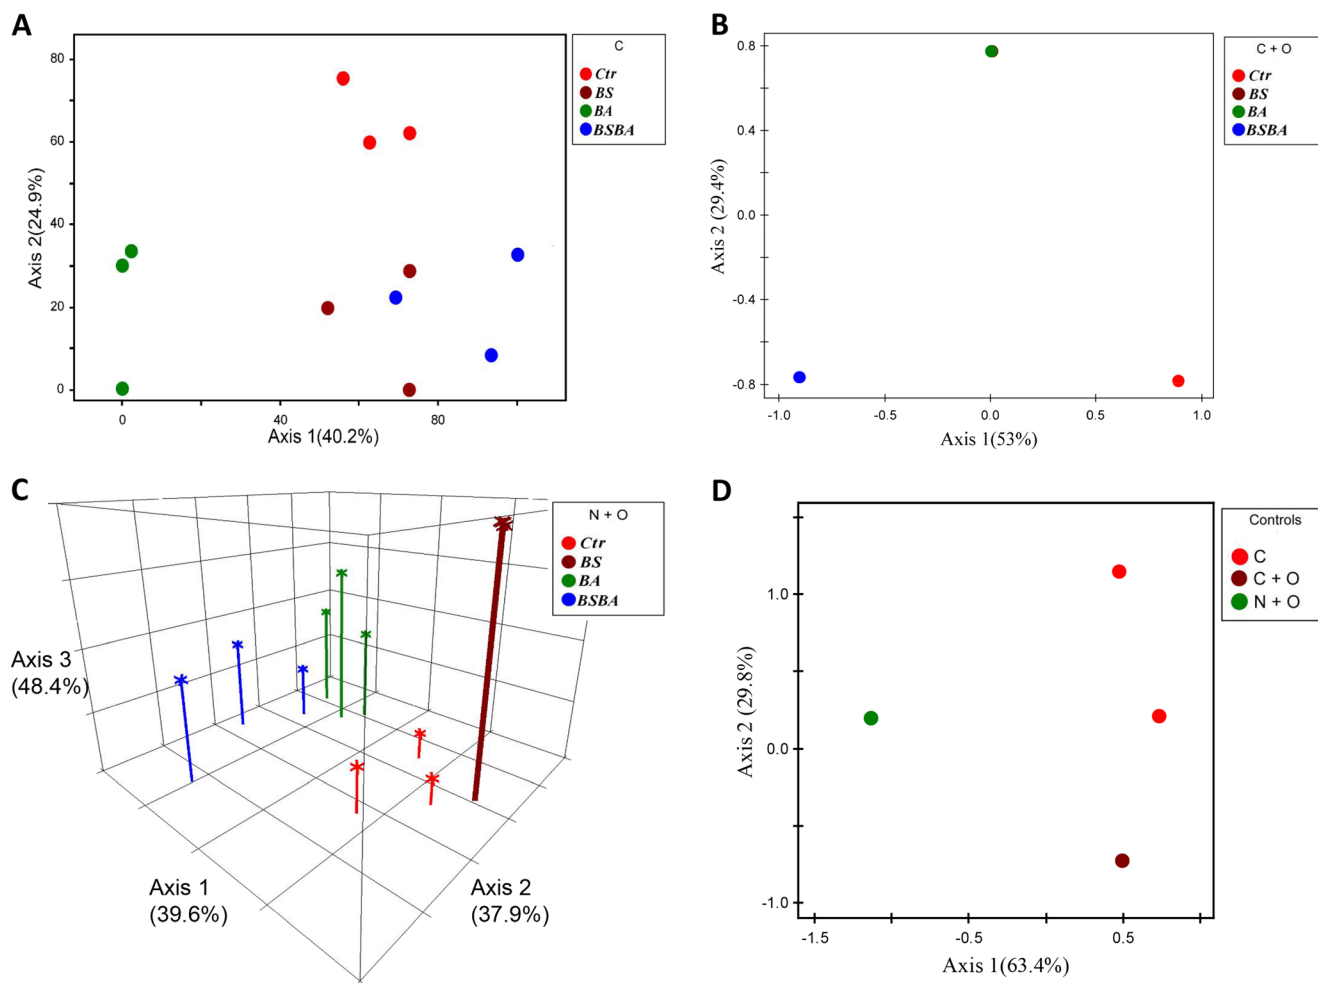 A
C
Ctr
BS
BA
BSBA
80
60
40
20
0
Axis 2(24.9%)
0
40
80
Axis 1(40.2%)
B
C + O
Ctr
BS
BA
BSBA
0.8
0.4
0.0
-0.4
-0.8
Axis 2 (29.4%)
-1.0
-0.5
0.0
0.5
1.0
Axis 1(53%)
C
N + O
Ctr
BS
BA
BSBA
Axis 3
(48.4%)
Axis 1
(39.6%)
Axis 2
(37.9%)
D
Controls
C
C + O
N + O
1.0
0.0
-1.0
Axis 2 (29.8%)
-1.5
-0.5
0.5
Axis 1(63.4%)